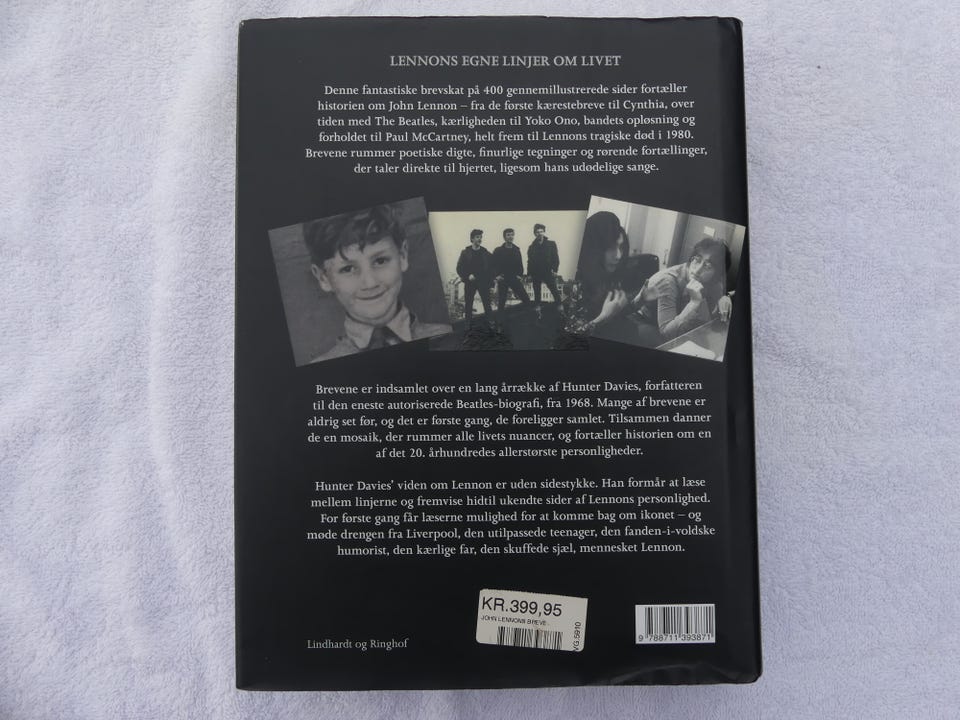 LENNONS EGNE LINJER OM LIVET
Denne fantastiske brevskat på 400 gennemillustrerede sider fortæller
historien om John Lennon – fra de første kærestebreve til Cynthia, over
tiden med The Beatles, kærligheden til Yoko Ono, bandets opløsning og
forholdet til Paul McCartney, helt frem til Lennons tragiske død i 1980.
Brevene rummer poetiske digte, finurlige tegninger og rørende fortællinger,
der taler direkte til hjertet, ligesom hans udødelige sange.
Brevene er indsamlet over en lang årrække af Hunter Davies, forfatteren
til den eneste autoriserede Beatles-biografi, fra 1968. Mange af brevene er
aldrig set før, og det er første gang, de foreligger samlet. Tilsammen danner
de en mosaik, der rummer alle livets nuancer, og fortæller historien om en
af det 20. århundredes allerstørste personligheder.
Hunter Davies' viden om Lennon er uden sidestykke. Han formår at læse
mellem linjerne og fremvise hidtil ukendte sider af Lennons personlighed.
For første gang får læserne mulighed for at komme bag om ikonet – og
møde drengen fra Liverpool, den utilpassede teenager, den fanden-i-voldske
humorist, den kærlige far, den skuffede sjæl, mennesket Lennon.
KR.399,95
JOHN LENNONS BREVE-
VG.5910
9 788711 393871
Lindhardt og Ringhof